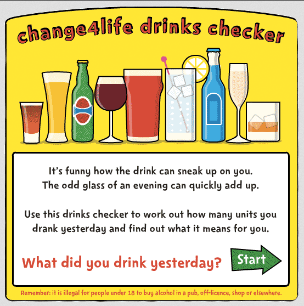 change4life drinks checker
It's funny how the drink can sneak up on you.
The odd glass of an evening can quickly add up.
Use this drinks checker to work out how many units you
drank yesterday and find out what it means for you.
What did you drink yesterday?
Start
Remember: it is illegal for people under 18 to buy alcohol in a pub, off-licence, shop or elsewhere.